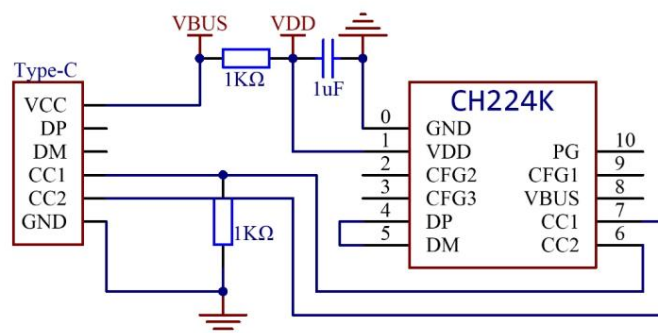 VBUS
VDD
1KΩ
1uF
Type-C
VCC
DP
DM
CC1
CC2
GND
1KΩ
CH224K
0 GND
1 VDD
2 CFG2
3 CFG3
4 DP
5 DM
PG 10
CFG1 9
VBUS 8
CC1 7
CC2 6